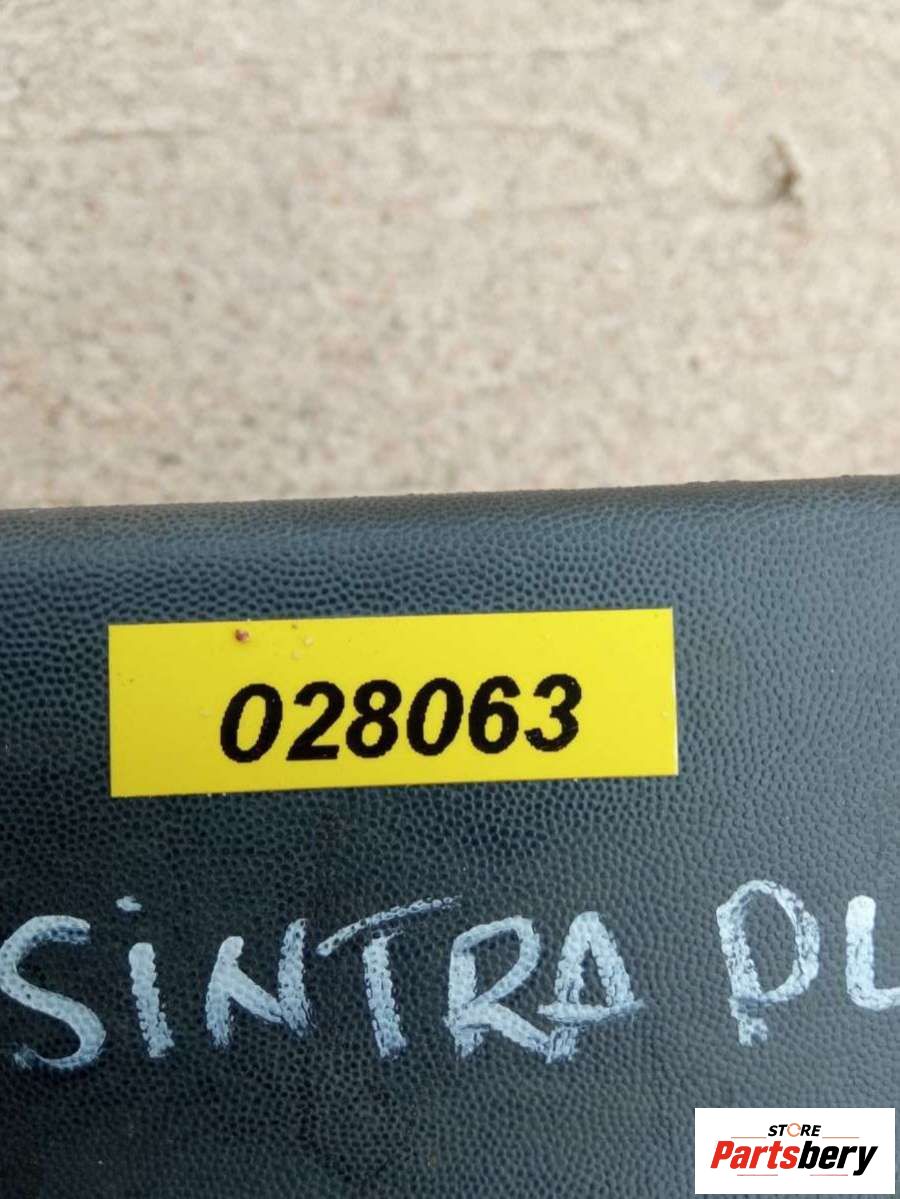 028063
SiNTRA PL
STORE
Partsbery